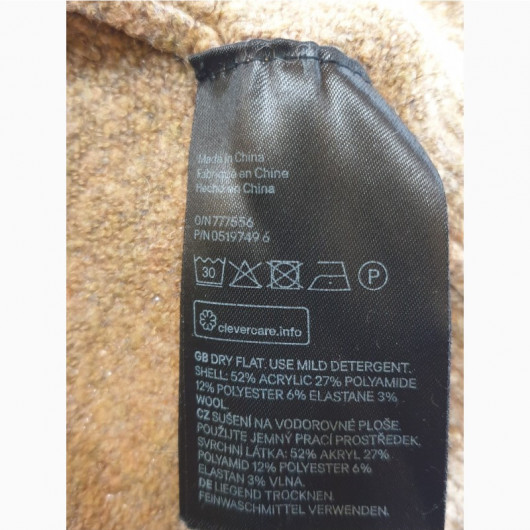 Made in China
Fabriqué en Chine
Hecho en China
O/N 777556
P/N 0519749 6
30
P
clevercare.info
GB DRY FLAT. USE MILD DETERGENT.
SHELL: 52% ACRYLIC 27% POLYAMIDE
12% POLYESTER 6% ELASTANE 3%
WOOL.
CZ SUŠENÍ NA VODOROVNÉ PLOŠE.
POUŽIJTE JEMNÝ PRACÍ PROSTŘEDEK.
SVRCHNÍ LÁTKA: 52% AKRYL 27%
POLYAMID 12% POLYESTER 6%
ELASTAN 3% VLNA.
DE LIEGEND TROCKNEN.
FEINWASCHMITTEL VERWENDEN.